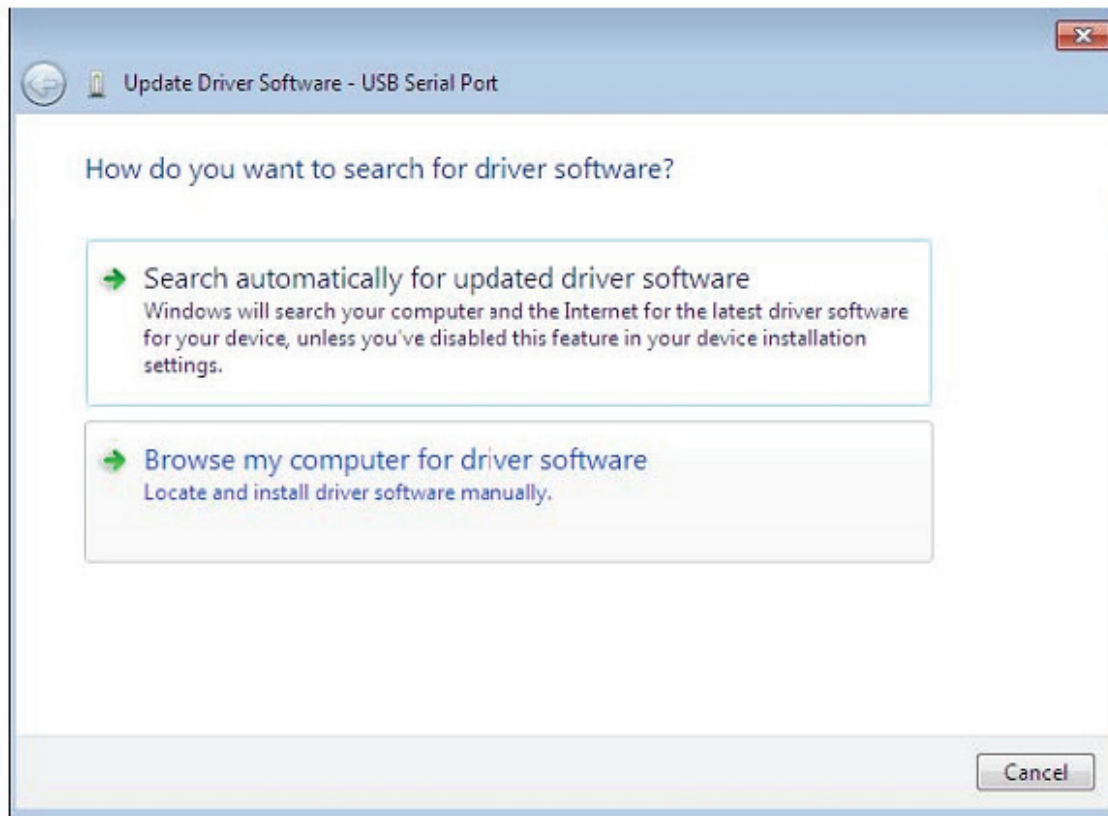 Update Driver Software - USB Serial Port
How do you want to search for driver software?
Search automatically for updated driver software
Windows will search your computer and the Internet for the latest driver software
for your device, unless you've disabled this feature in your device installation
settings.
Browse my computer for driver software
Locate and install driver software manually.
Cancel